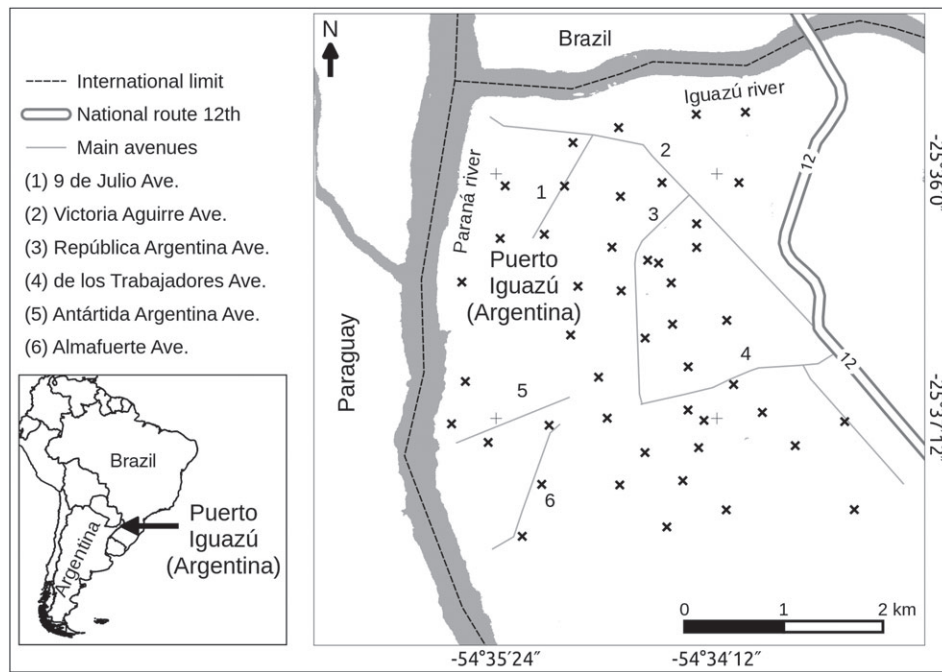 International limit
National route 12th
Main avenues
(1) 9 de Julio Ave.
(2) Victoria Aguirre Ave.
(3) República Argentina Ave.
(4) de los Trabajadores Ave.
(5) Antártida Argentina Ave.
(6) Almafuerte Ave.
Brazil
Argentina
Puerto
Iguazú
(Argentina)
N
Brazil
Iguazú river
Paraná river
Paraguay
Puerto
Iguazú
(Argentina)
1
2
3
4
5
6
12
12
0 1 2 km
-25°36′0″
-25°37′12″
-54°35′24″
-54°34′12″